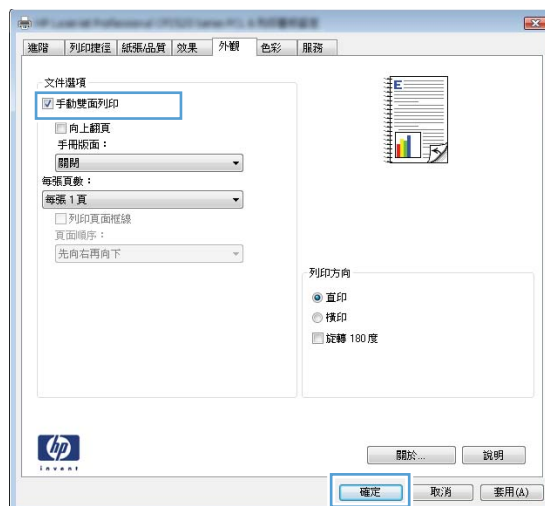 進階 列印捷徑 紙張/品質 效果 外觀 色彩 服務
文件選項
手動雙面列印
向上翻頁
手冊版面：
關閉
每張頁數：
每張 1 頁
列印頁面框線
頁面順序：
先向右再向下
E
列印方向
直印
橫印
旋轉 180 度
hp
invent
關於... 說明
確定 取消 套用(A)